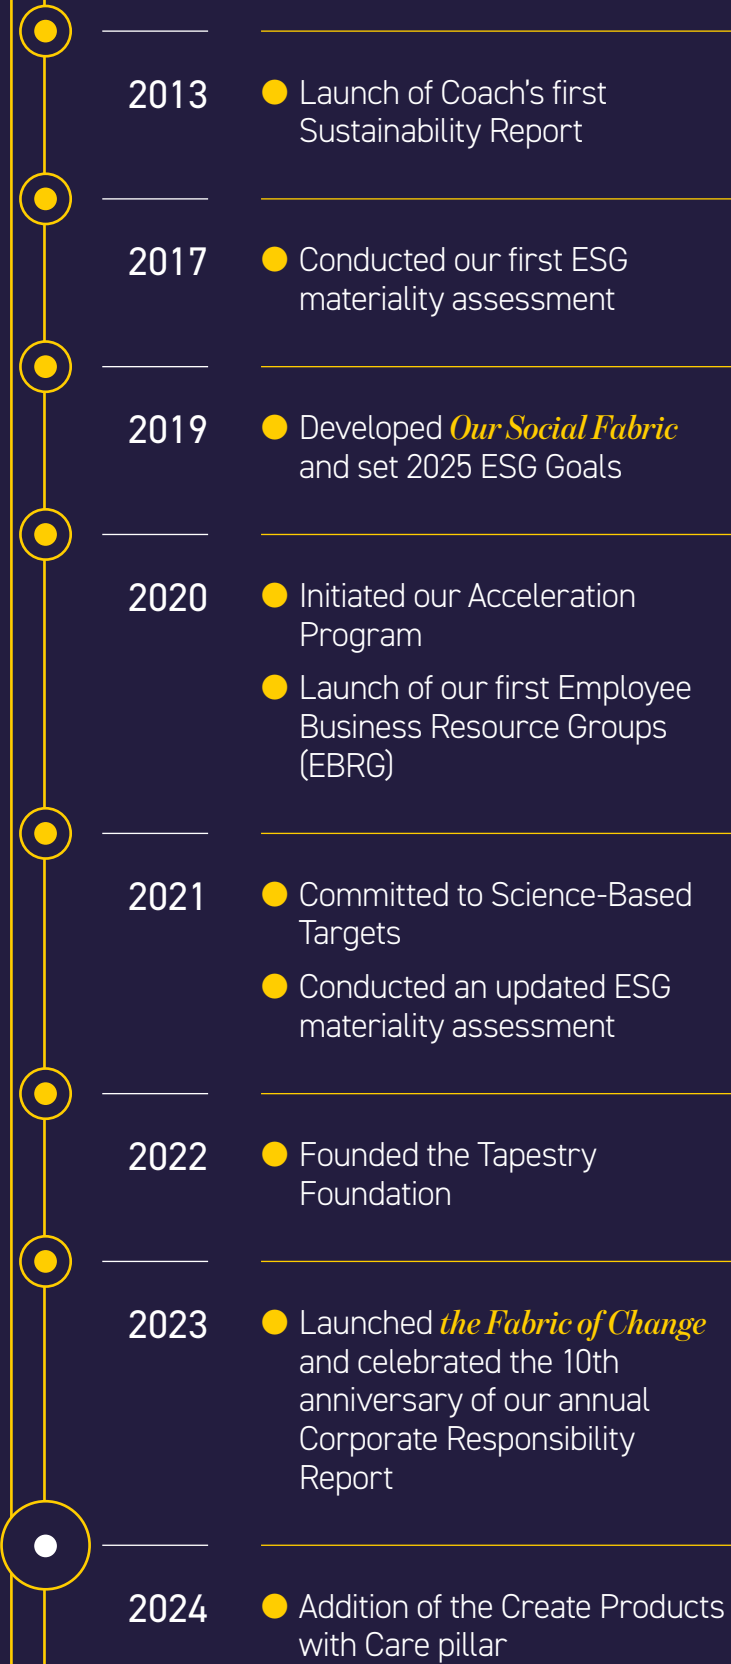 2013
Launch of Coach's first
Sustainability Report
2017
Conducted our first ESG
materiality assessment
2019
Developed Our Social Fabric
and set 2025 ESG Goals
2020
Initiated our Acceleration
Program
Launch of our first Employee
Business Resource Groups
(EBRG)
2021
Committed to Science-Based
Targets
Conducted an updated ESG
materiality assessment
2022
Founded the Tapestry
Foundation
2023
Launched the Fabric of Change
and celebrated the 10th
anniversary of our annual
Corporate Responsibility
Report
2024
Addition of the Create Products
with Care pillar